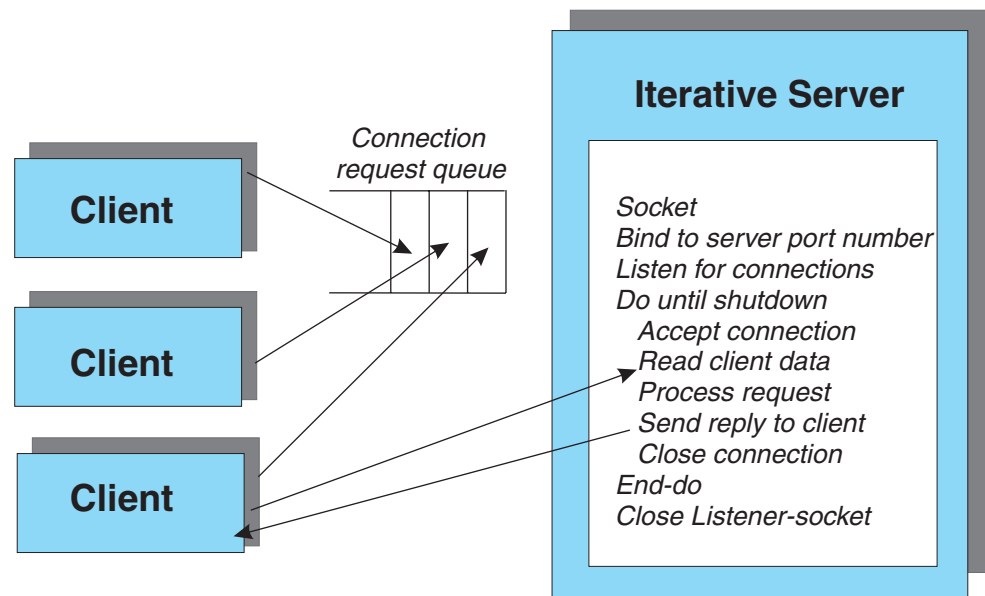 Iterative Server
Connection
request queue
Client
Client
Client
Socket
Bind to server port number
Listen for connections
Do until shutdown
Accept connection
Read client data
Process request
Send reply to client
Close connection
End-do
Close Listener-socket